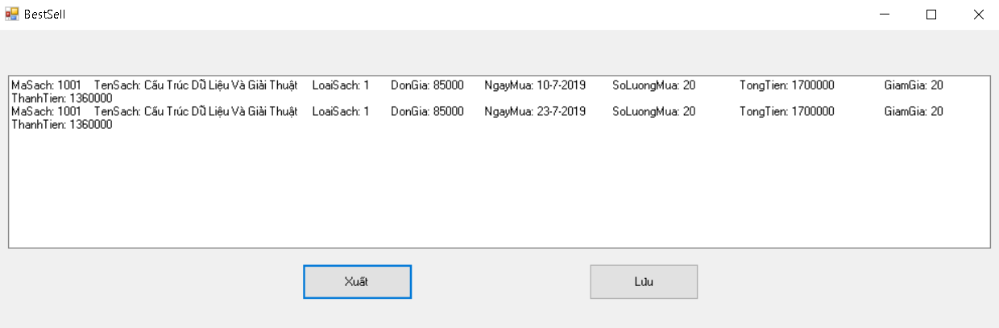 BestSell
MaSach: 1001 TenSach: Cấu Trúc Dữ Liệu Và Giải Thuật LoaiSach: 1 DonGia: 85000 NgayMua: 10-7-2019 SoLuongMua: 20 TongTien: 1700000 GiamGia: 20
ThanhTien: 1360000
MaSach: 1001 TenSach: Cấu Trúc Dữ Liệu Và Giải Thuật LoaiSach: 1 DonGia: 85000 NgayMua: 23-7-2019 SoLuongMua: 20 TongTien: 1700000 GiamGia: 20
ThanhTien: 1360000
Xuất Lưu